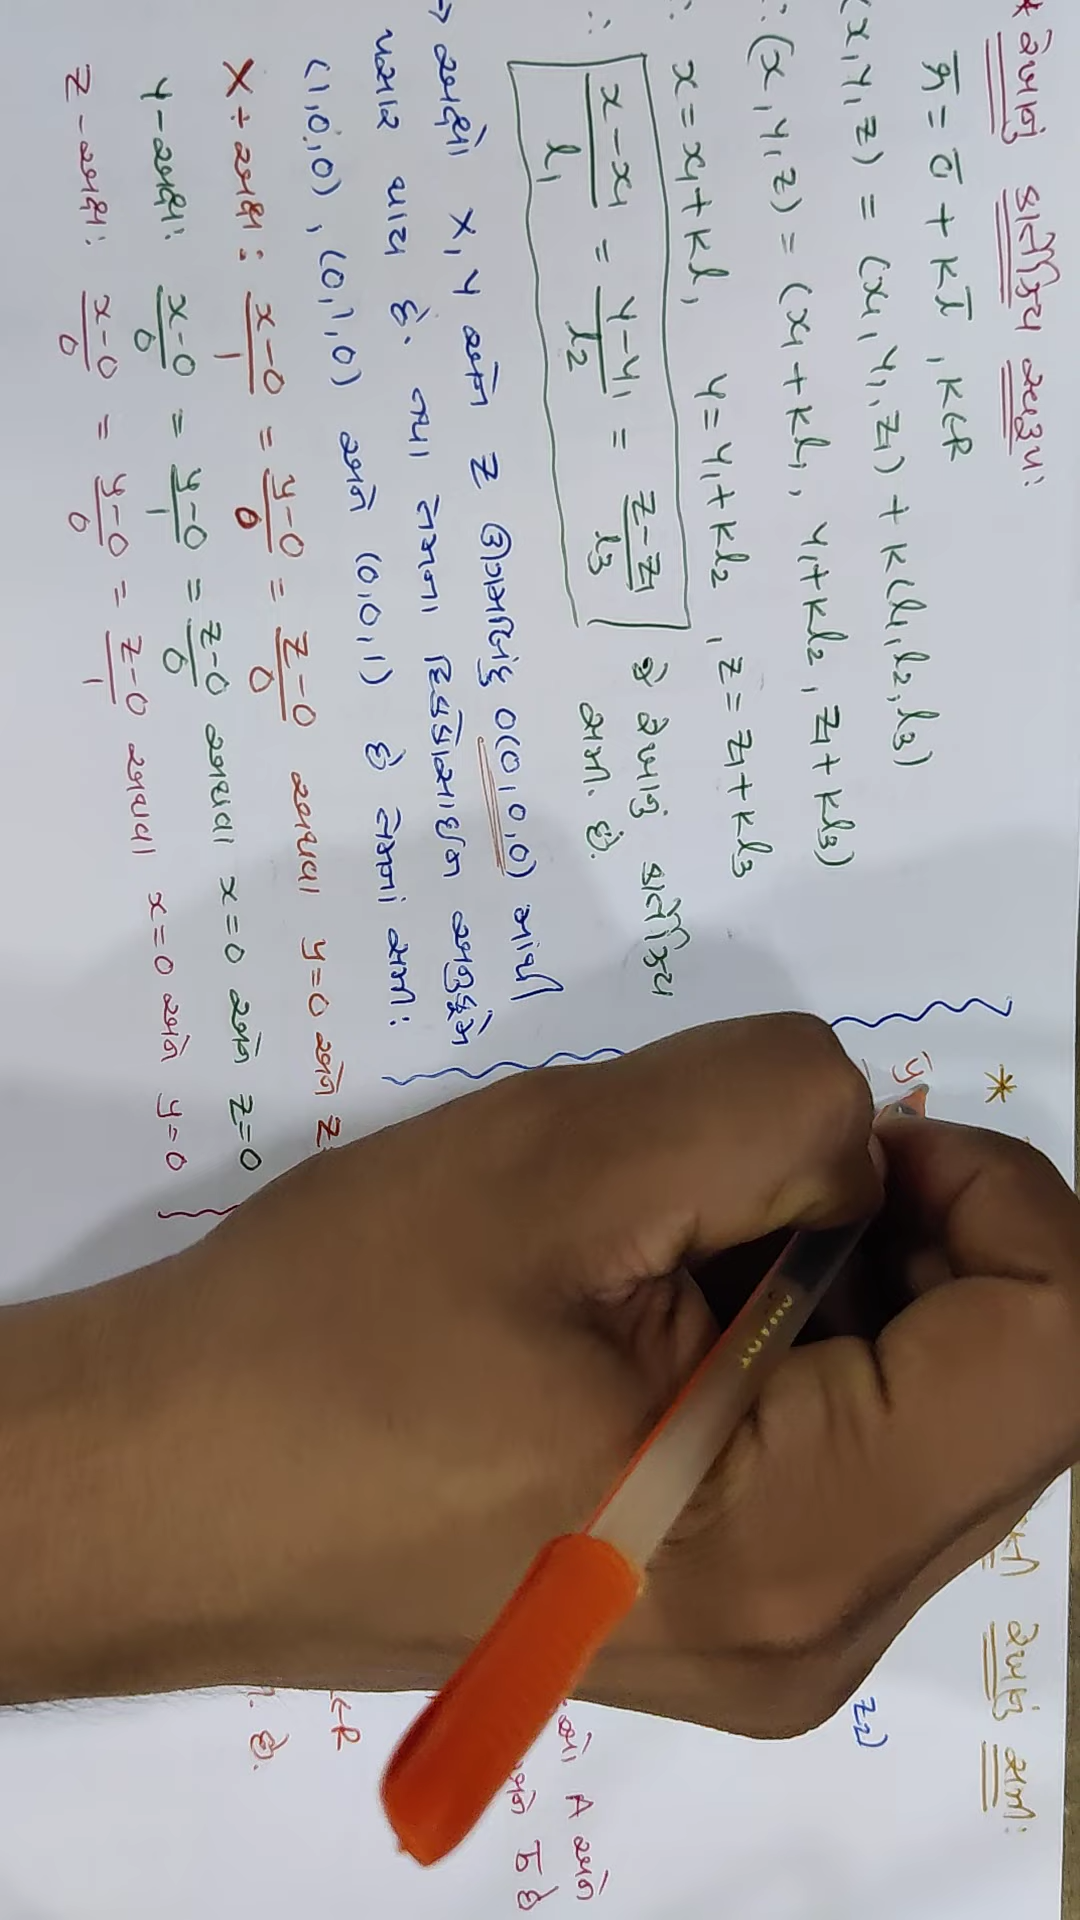 * રેખાનું કાર્તેઝિય સ્વરૂપ:
r̄ = ā + kl̄ , k∈R
(x, y, z) = (x₁, y₁, z₁) + k(l₁, l₂, l₃)
∴ (x, y, z) = (x₁ + kl₁, y₁ + kl₂, z₁ + kl₃)
∴ x = x₁ + kl₁ y = y₁ + kl₂ , z = z₁ + kl₃
∴ x-x₁/l₁ = y-y₁/l₂ = z-z₁/l₃ જે રેખાનું કાર્તેઝિય
સમી. છે.
→ અક્ષો X, Y અને Z ઊગમબિંદુ O(0,0,0) માંથી
પસાર થાય છે. તથા તેમના દિક્કોસાઇન અનુક્રમે
(1,0,0), (0,1,0) અને (0,0,1) છે તેમનાં સમી:
X-અક્ષ: x-0/1 = y-0/0 = z-0/0 અથવા y=0 અને z
Y-અક્ષ: x-0/0 = y-0/1 = z-0/0 અથવા x=0 અને z=0
Z-અક્ષ: x-0/0 = y-0/0 = z-0/1 અથવા x=0 અને y=0
*
રેખાનું સમી:
z₂)
A અને
b̄ છે
∈R
છે.